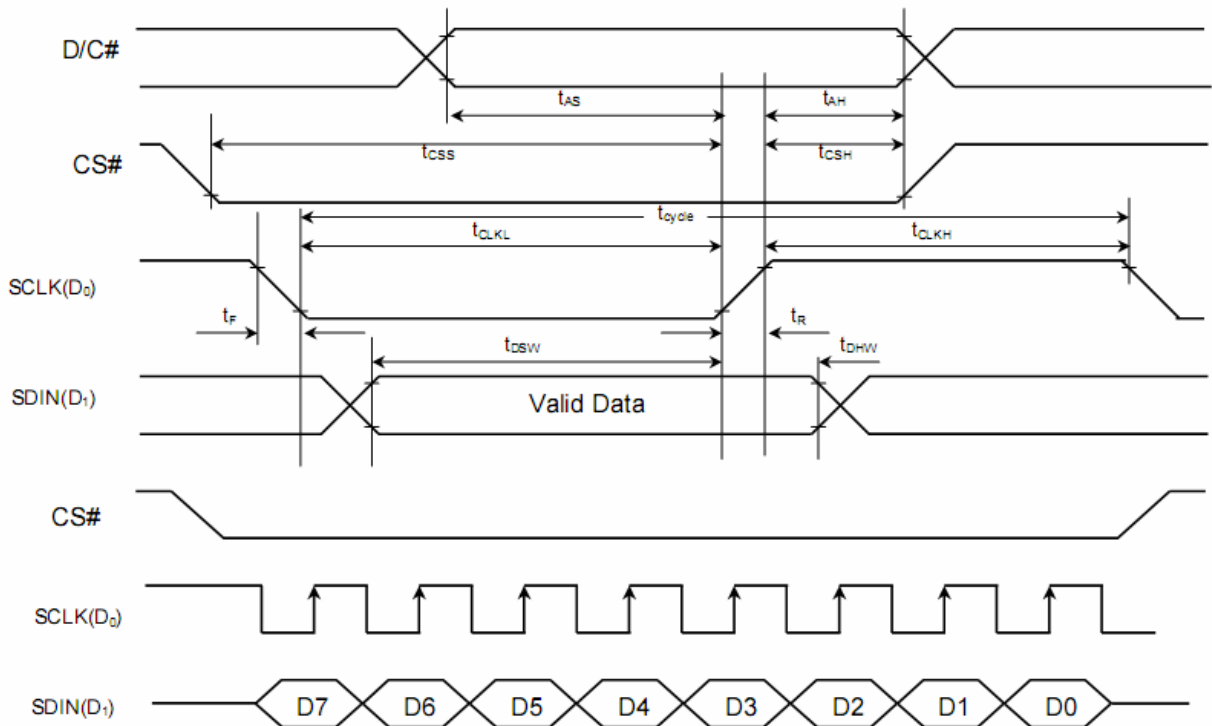 D/C#
tAS
tAH
CS#
tCSS
tCSH
tcycle
tCLKL
tCLKH
SCLK(D0)
tF
tR
tDSW
tDHW
SDIN(D1)
Valid Data
CS#
SCLK(D0)
SDIN(D1)
D7 D6 D5 D4 D3 D2 D1 D0